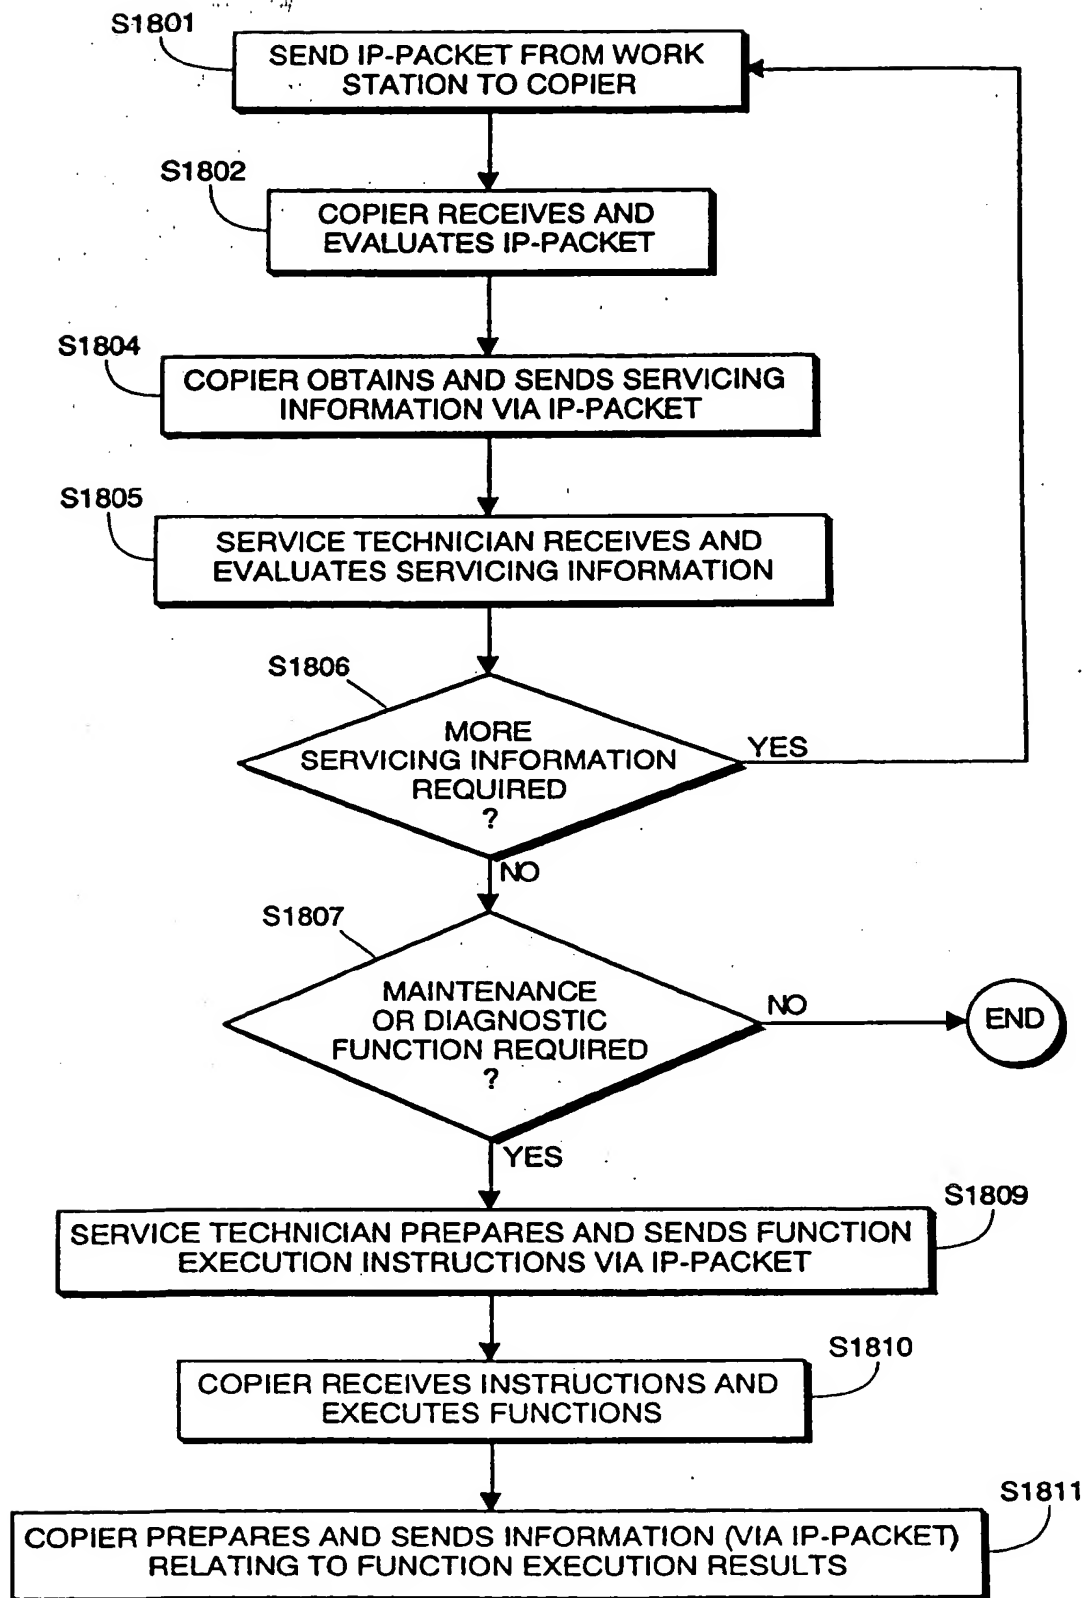 S1801
SEND IP-PACKET FROM WORK
STATION TO COPIER
S1802
COPIER RECEIVES AND
EVALUATES IP-PACKET
S1804
COPIER OBTAINS AND SENDS SERVICING
INFORMATION VIA IP-PACKET
S1805
SERVICE TECHNICIAN RECEIVES AND
EVALUATES SERVICING INFORMATION
S1806
MORE
SERVICING INFORMATION
REQUIRED
?
YES
NO
S1807
MAINTENANCE
OR DIAGNOSTIC
FUNCTION REQUIRED
?
NO
END
YES
S1809
SERVICE TECHNICIAN PREPARES AND SENDS FUNCTION
EXECUTION INSTRUCTIONS VIA IP-PACKET
S1810
COPIER RECEIVES INSTRUCTIONS AND
EXECUTES FUNCTIONS
S1811
COPIER PREPARES AND SENDS INFORMATION (VIA IP-PACKET)
RELATING TO FUNCTION EXECUTION RESULTS